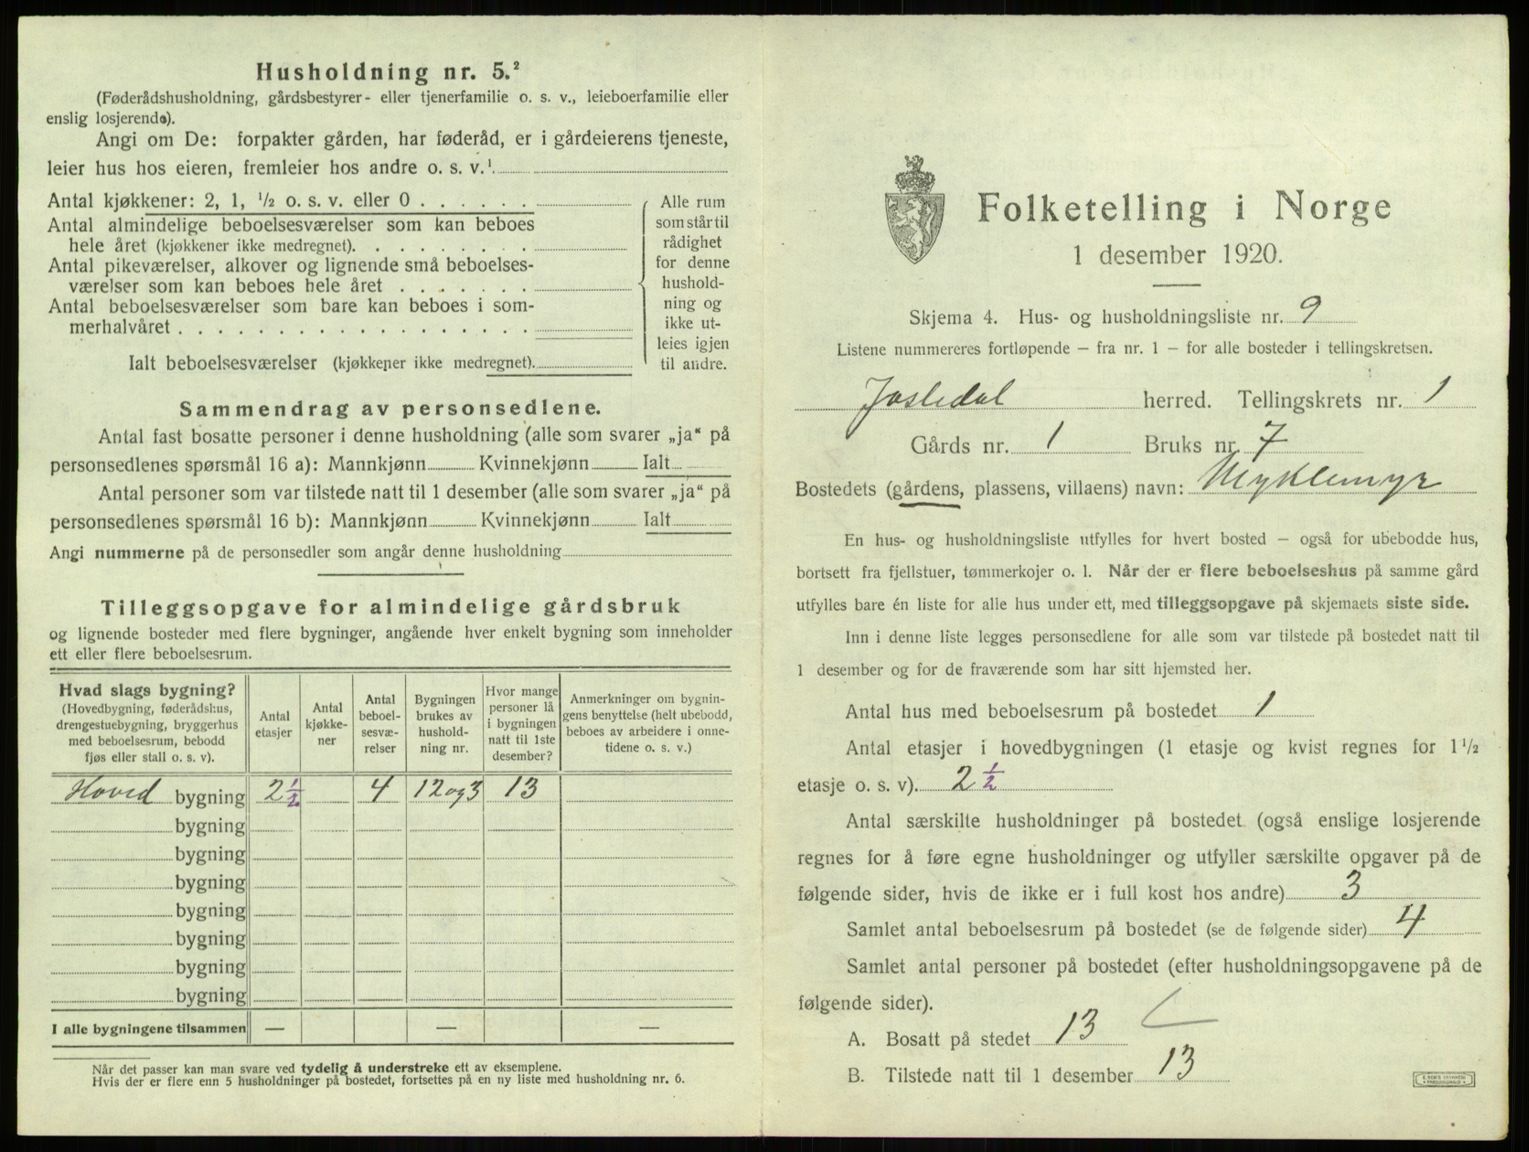 Husholdning nr. 5.²
(Føderådshusholdning, gårdsbestyrer- eller tjenerfamilie o. s. v., leieboerfamilie eller
enslig losjerende).
Angi om De: forpakter gården, har føderåd, er i gårdeierens tjeneste,
leier hus hos eieren, fremleier hos andre o. s. v.¹
Antal kjøkkener: 2, 1, ½ o. s. v. eller 0 . . . . . .
Antal almindelige beboelsesværelser som kan beboes
hele året (kjøkkener ikke medregnet). . . . . . . . .
Antal pikeværelser, alkover og lignende små beboelses-
værelser som kan beboes hele året . . . . . . .
Antal beboelsesværelser som bare kan beboes i som-
merhalvåret . . . . . . . . . . . . . . . . . .
Ialt beboelsesværelser (kjøkkener ikke medregnet).
Alle rum
som står til
rådighet
for denne
hushold-
ning og
ikke ut-
leies igjen
til andre.
Sammendrag av personsedlene.
Antal fast bosatte personer i denne husholdning (alle som svarer „ja“ på
personsedlenes spørsmål 16 a): Mannkjønn Kvinnekjønn Ialt
Antal personer som var tilstede natt til 1 desember (alle som svarer „ja“ på
personsedlenes spørsmål 16 b): Mannkjønn Kvinnekjønn Ialt
Angi nummerne på de personsedler som angår denne husholdning
Tilleggsopgave for almindelige gårdsbruk
og lignende bosteder med flere bygninger, angående hver enkelt bygning som inneholder
ett eller flere beboelsesrum.
Hvad slags bygning?
(Hovedbygning, føderådshus,
drengestuebygning, bryggerhus
med beboelsesrum, bebodd
fjøs eller stall o. s. v).
Antal
etasjer
Antal
kjøkke-
ner
Antal
beboel-
sesvæ-
relser
Bygningen
brukes av
hushold-
ning nr.
Hvor mange
personer lå
i bygningen
natt til 1ste
desember?
Anmerkninger om bygnin-
gens benyttelse (helt ubebodd,
beboes av arbeidere i onne-
tidene o. s. v.)
Hoved bygning 2½ 4 12og3 13
bygning
bygning
bygning
bygning
bygning
bygning
bygning
I alle bygningene tilsammen — — —
Når det passer kan man svare ved tydelig å understreke ett av eksemplene.
Hvis der er flere enn 5 husholdninger på bostedet, fortsettes på en ny liste med husholdning nr. 6.
Folketelling i Norge
1 desember 1920.
Skjema 4. Hus- og husholdningsliste nr. 9
Listene nummereres fortløpende – fra nr. 1 – for alle bosteder i tellingskretsen.
Jostedal herred. Tellingskrets nr. 1
Gårds nr. 1 Bruks nr. 7
Bostedets (gårdens, plassens, villaens) navn: Myklemyr
En hus- og husholdningsliste utfylles for hvert bosted – også for ubebodde hus,
bortsett fra fjellstuer, tømmerkojer o. l. Når der er flere beboelseshus på samme gård
utfylles bare én liste for alle hus under ett, med tilleggsopgave på skjemaets siste side.
Inn i denne liste legges personsedlene for alle som var tilstede på bostedet natt til
1 desember og for de fraværende som har sitt hjemsted her.
Antal hus med beboelsesrum på bostedet 1
Antal etasjer i hovedbygningen (1 etasje og kvist regnes for 1½
etasje o. s. v). 2½
Antal særskilte husholdninger på bostedet (også enslige losjerende
regnes for å føre egne husholdninger og utfyller særskilte opgaver på de
følgende sider, hvis de ikke er i full kost hos andre) 3
Samlet antal beboelsesrum på bostedet (se de følgende sider) 4
Samlet antal personer på bostedet (efter husholdningsopgavene på de
følgende sider).
A. Bosatt på stedet 13
B. Tilstede natt til 1 desember 13